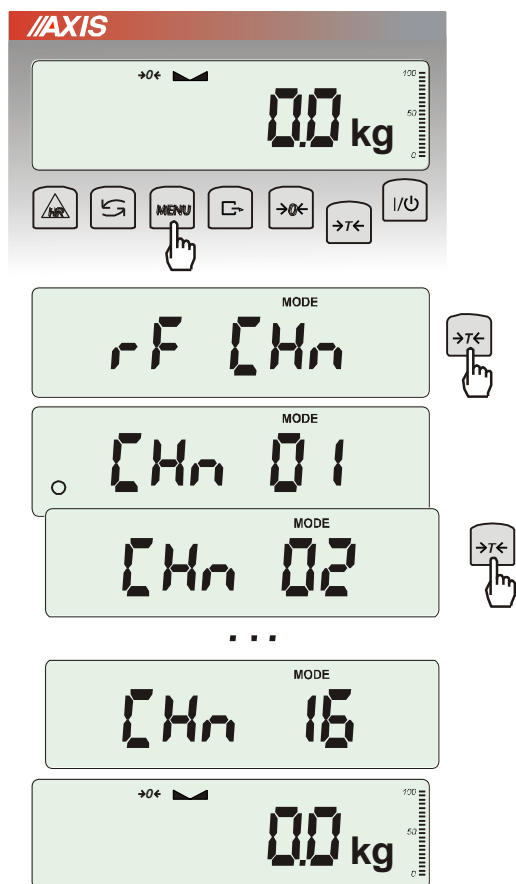 //AXIS
→0← 100
50
0.0 kg
0
HR MENU →0← →T← I/⏻
MODE
rF CHn →T←
MODE
CHn 01
MODE
CHn 02 →T←
...
MODE
CHn 16
→0← 100
50
0.0 kg
0